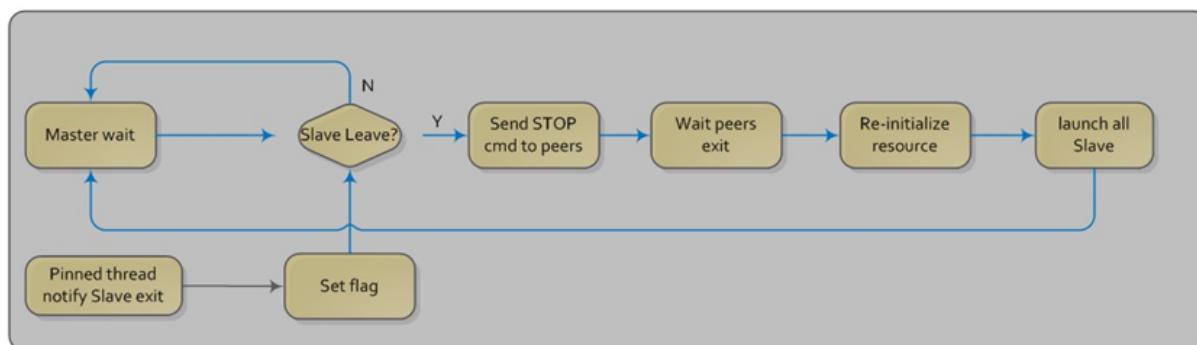 N
Master wait
Slave Leave?
Y
Send STOP
cmd to peers
Wait peers
exit
Re-initialize
resource
launch all
Slave
Pinned thread
notify Slave exit
Set flag